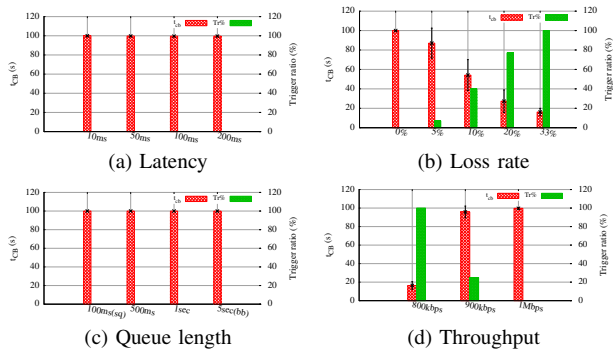 t_cb Tr%
t_CB (s)
120
100
80
60
40
20
0
120
100
80
60
40
20
0
Trigger ratio (%)
10ms 50ms 100ms 200ms
(a) Latency
t_cb Tr%
t_CB (s)
120
100
80
60
40
20
0
120
100
80
60
40
20
0
Trigger ratio (%)
0% 5% 10% 20% 33%
(b) Loss rate
t_cb Tr%
t_CB (s)
120
100
80
60
40
20
0
120
100
80
60
40
20
0
Trigger ratio (%)
100ms(sq) 500ms 1sec 5sec(bb)
(c) Queue length
t_cb Tr%
t_CB (s)
120
100
80
60
40
20
0
120
100
80
60
40
20
0
Trigger ratio (%)
800kbps 900kbps 1Mbps
(d) Throughput